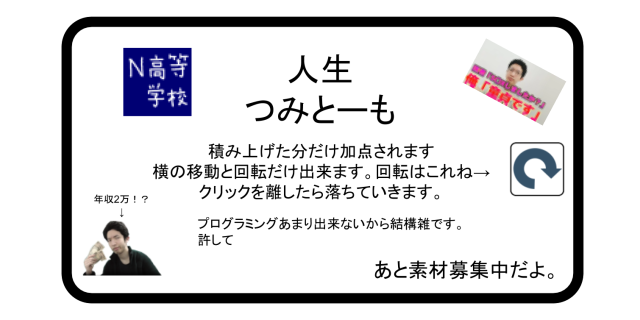 N高等
学校
人生
つみとーも
俺「童点です」
積み上げた分だけ加点されます
横の移動と回転だけ出来ます。回転はこれね→
クリックを離したら落ちていきます。
年収2万！？
↓
プログラミングあまり出来ないから結構雑です。
許して
あと素材募集中だよ。